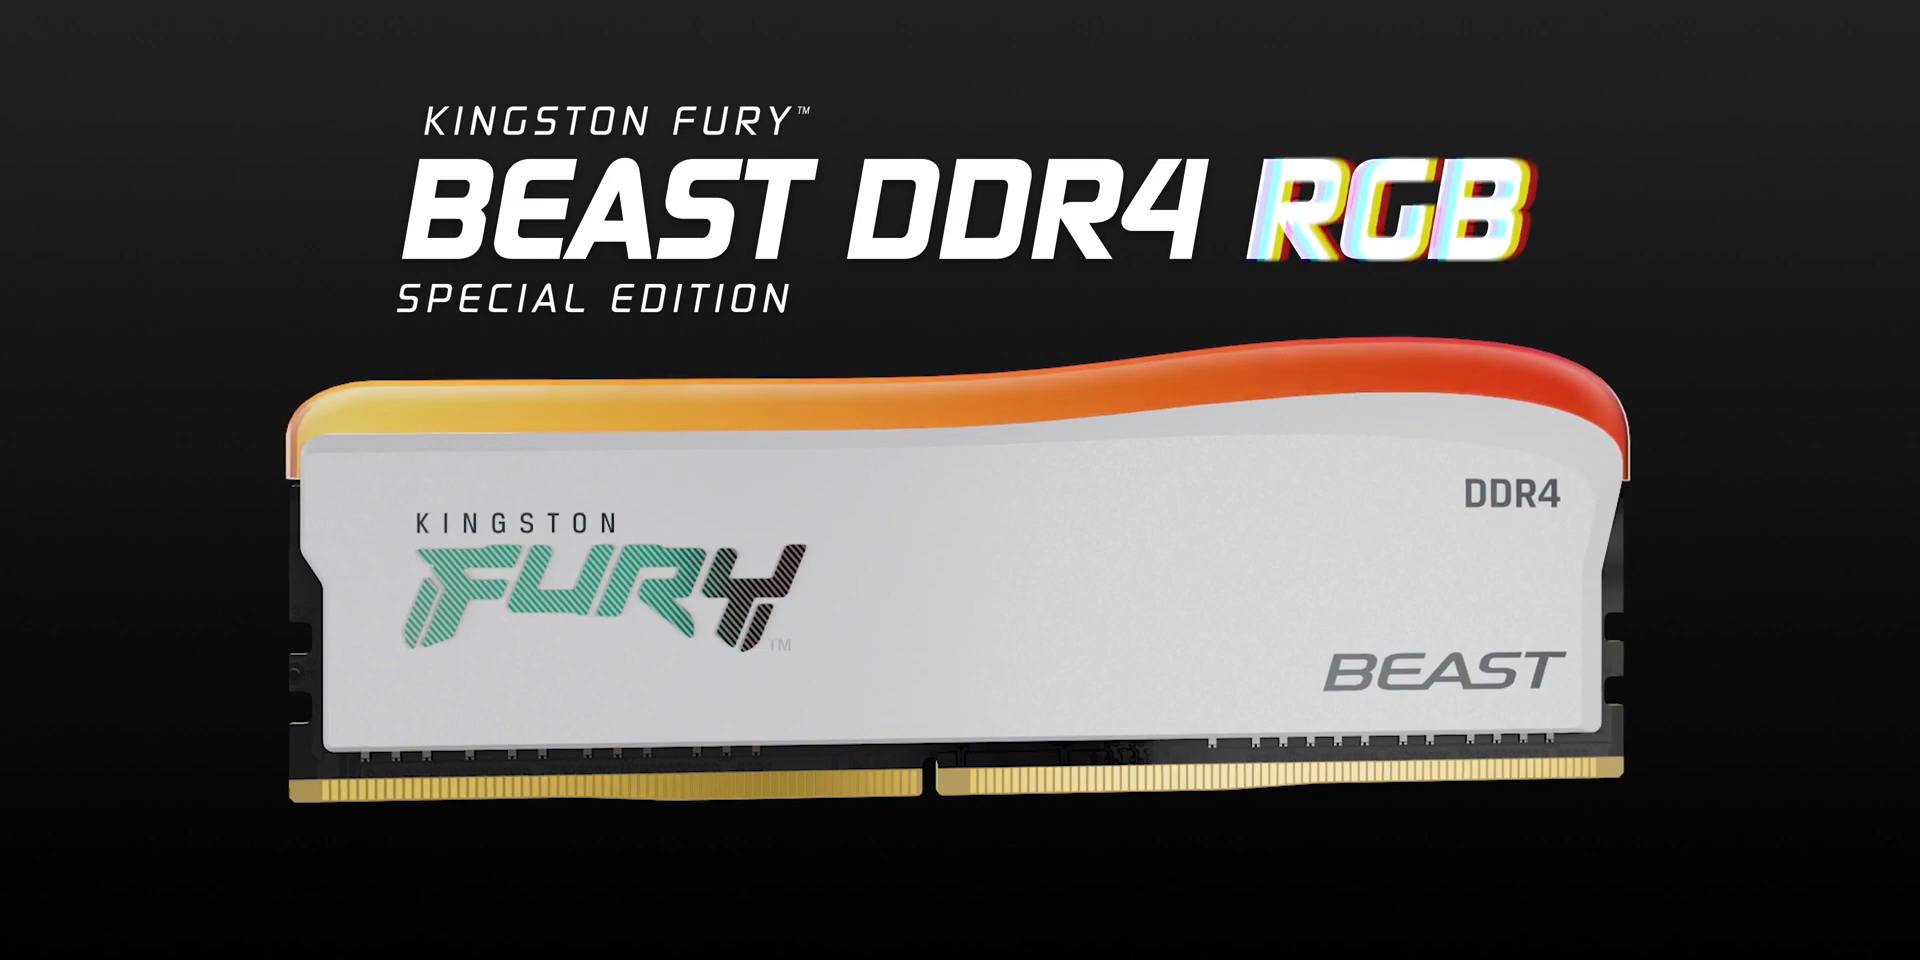 KINGSTON FURY™
BEAST DDR4 RGB
SPECIAL EDITION
DDR4
KINGSTON
FURY™
BEAST